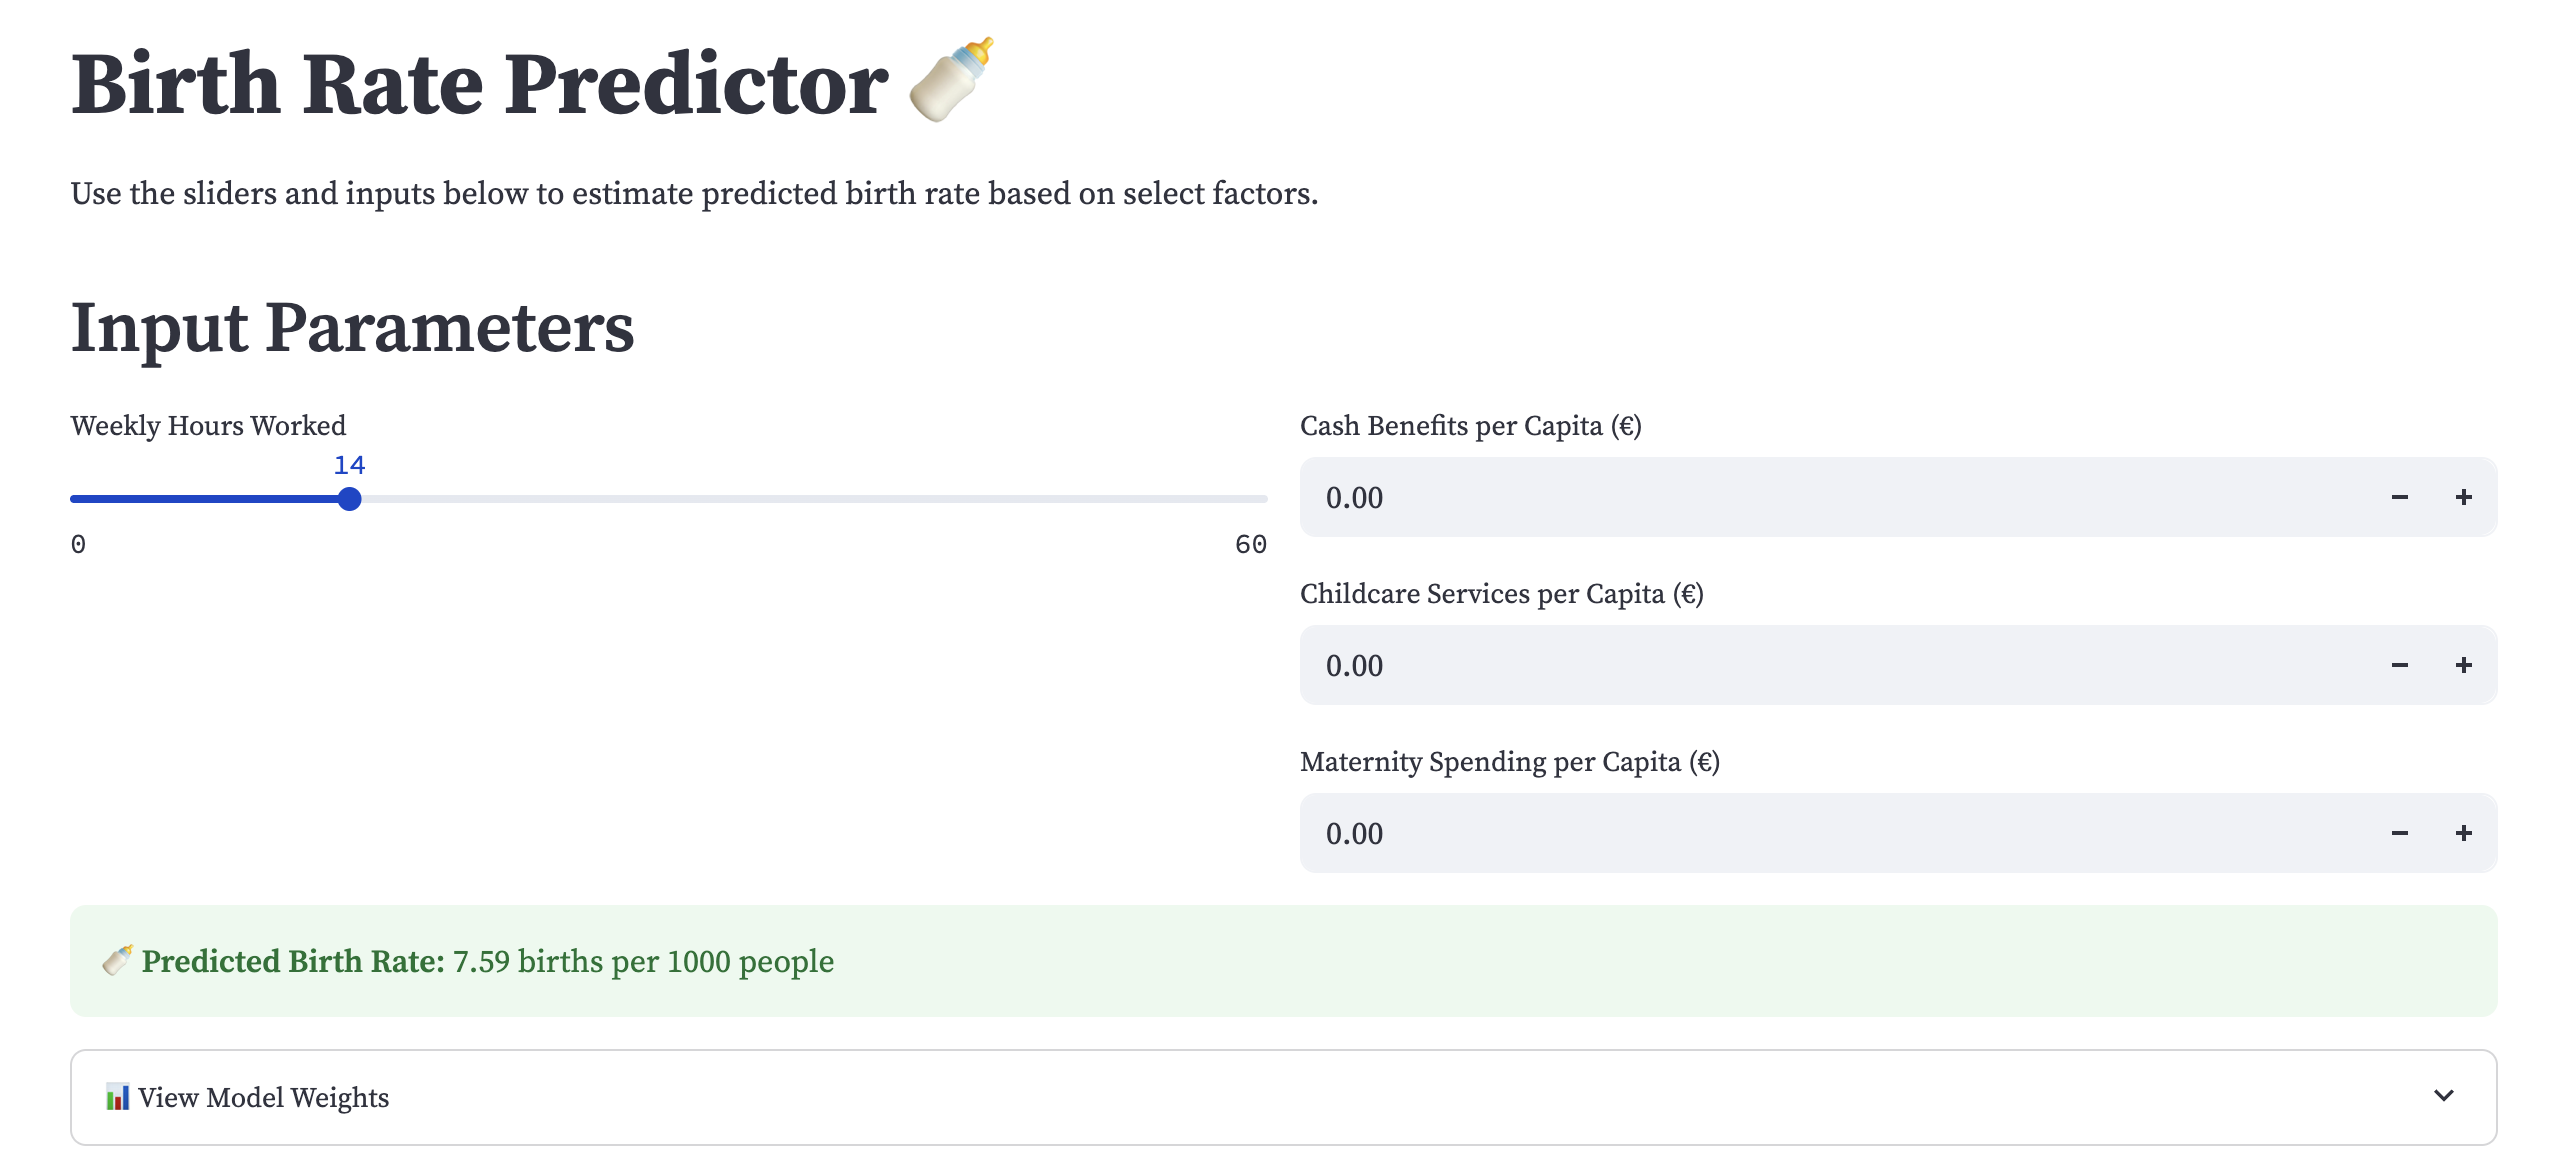 Birth Rate Predictor 🍼
Use the sliders and inputs below to estimate predicted birth rate based on select factors.
Input Parameters
Weekly Hours Worked
14
0
60
Cash Benefits per Capita (€)
0.00
Childcare Services per Capita (€)
0.00
Maternity Spending per Capita (€)
0.00
🍼 Predicted Birth Rate: 7.59 births per 1000 people
📊 View Model Weights